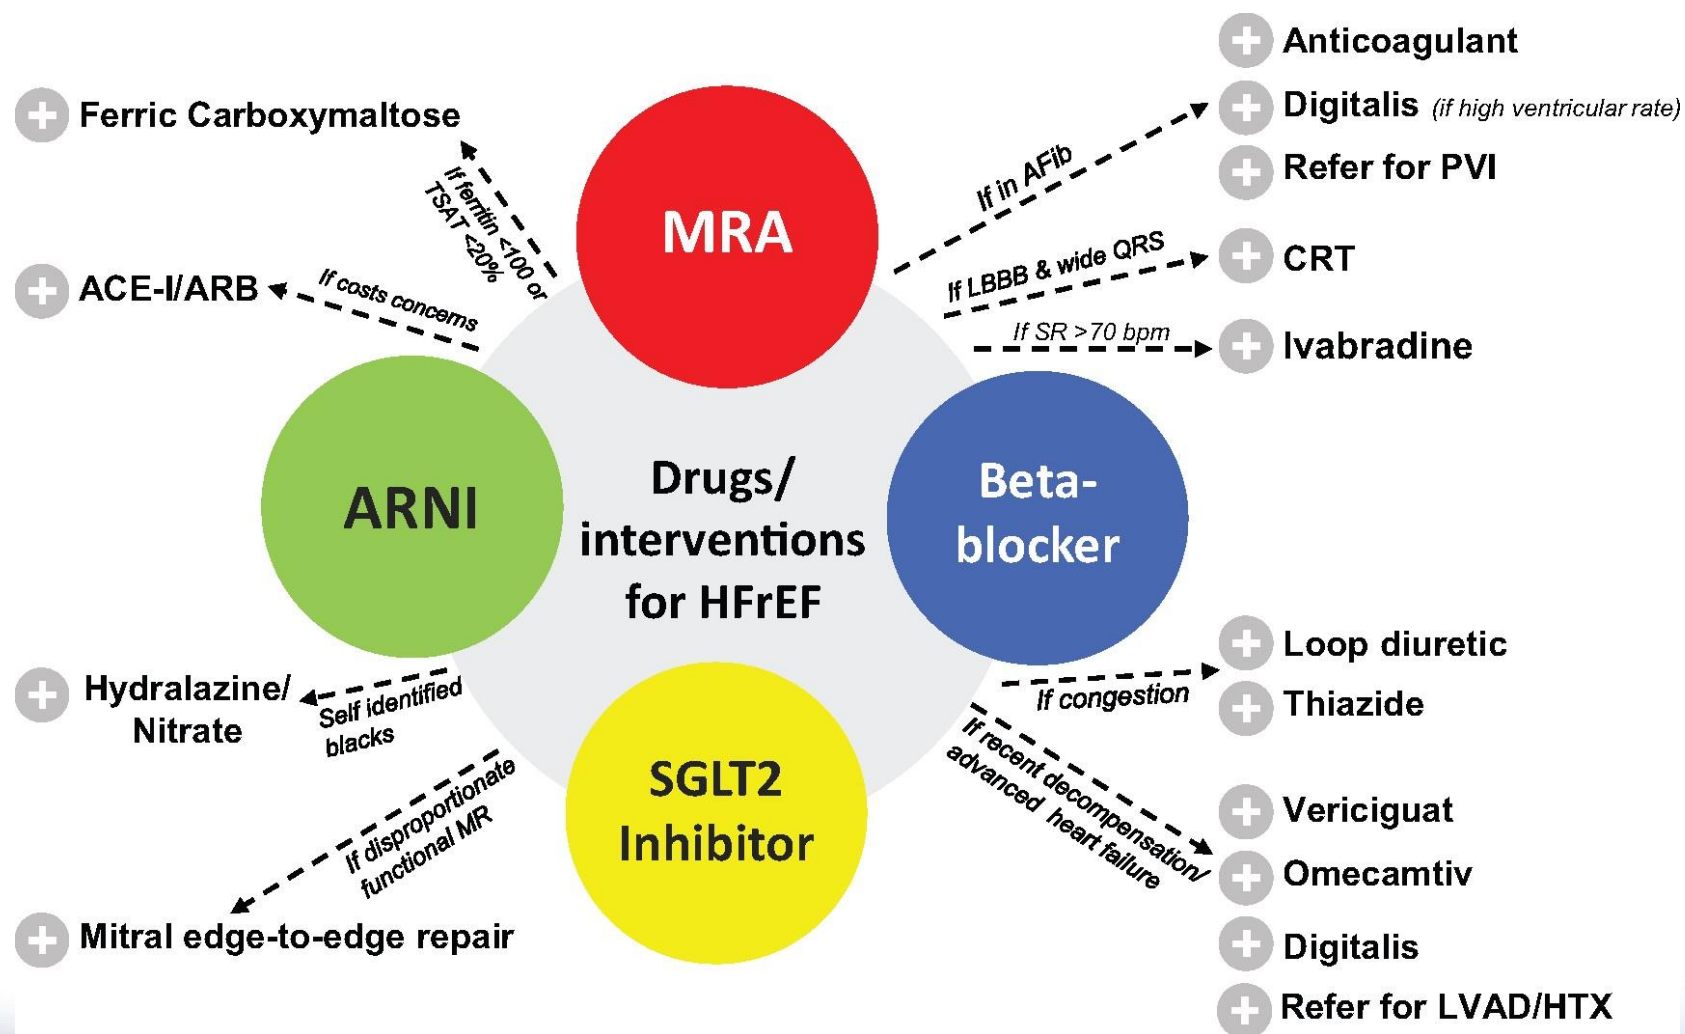 Ferric Carboxymaltose
If ferritin <100 or
TSAT <20%
ACE-I/ARB
If costs concerns
MRA
ARNI
Drugs/
interventions
for HFrEF
Beta-
blocker
SGLT2
Inhibitor
Hydralazine/
Nitrate
Self identified
blacks
If disproportionate
functional MR
Mitral edge-to-edge repair
If in AFib
Anticoagulant
Digitalis (if high ventricular rate)
Refer for PVI
If LBBB & wide QRS
CRT
If SR >70 bpm
Ivabradine
If congestion
Loop diuretic
Thiazide
If recent decompensation/
advanced heart failure
Vericiguat
Omecamtiv
Digitalis
Refer for LVAD/HTX